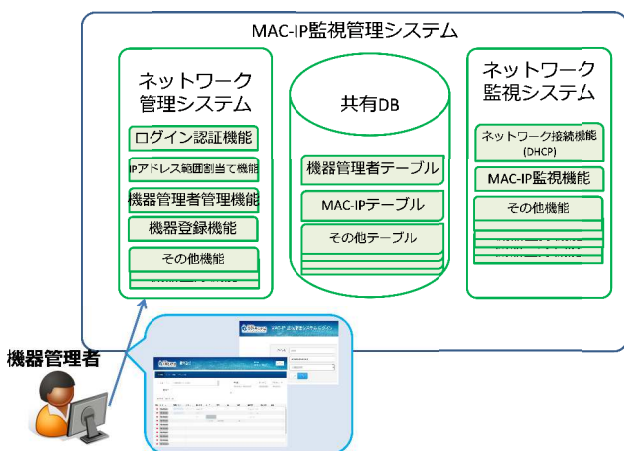 MAC-IP監視管理システム
ネットワーク
管理システム
ログイン認証機能
IPアドレス範囲割当て機能
機器管理者管理機能
機器登録機能
その他機能
共有DB
機器管理者テーブル
MAC-IPテーブル
その他テーブル
ネットワーク
監視システム
ネットワーク接続機能
(DHCP)
MAC-IP監視機能
その他機能
機器管理者